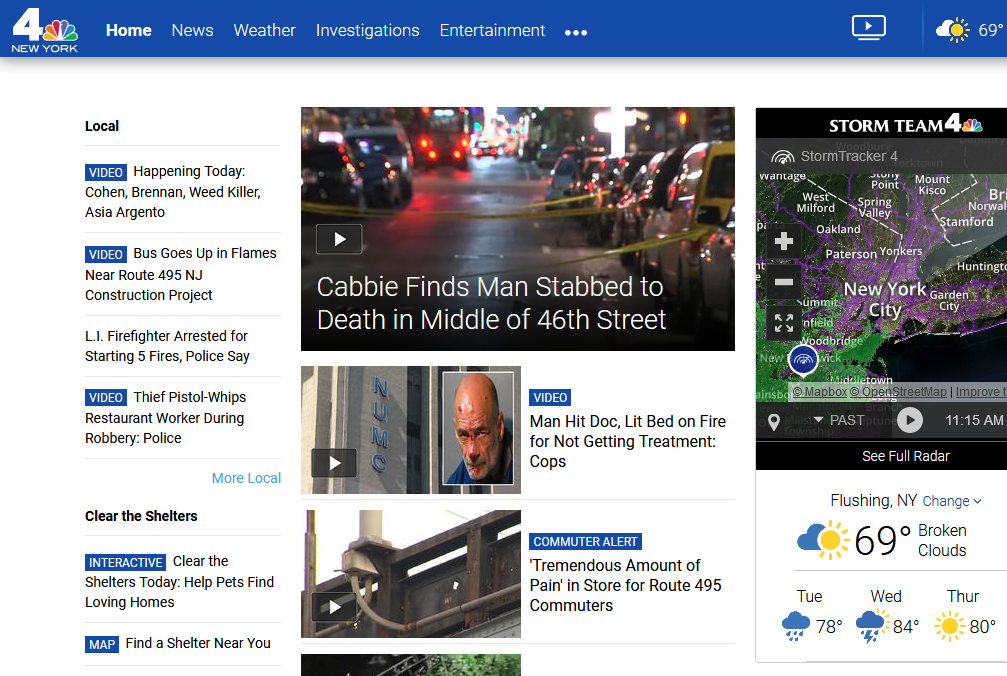 4
NEW YORK
Home
News
Weather
Investigations
Entertainment
69°
Local
VIDEO Happening Today:
Cohen, Brennan, Weed Killer,
Asia Argento
VIDEO Bus Goes Up in Flames
Near Route 495 NJ
Construction Project
L.I. Firefighter Arrested for
Starting 5 Fires, Police Say
VIDEO Thief Pistol-Whips
Restaurant Worker During
Robbery: Police
More Local
Clear the Shelters
INTERACTIVE Clear the
Shelters Today: Help Pets Find
Loving Homes
MAP Find a Shelter Near You
Cabbie Finds Man Stabbed to
Death in Middle of 46th Street
NUMC
VIDEO
Man Hit Doc, Lit Bed on Fire
for Not Getting Treatment:
Cops
COMMUTER ALERT
'Tremendous Amount of
Pain' in Store for Route 495
Commuters
STORM TEAM 4
StormTracker 4
Woodbury
Yorktown
Wantage
Stony
Point
Mount
Kisco
West
Milford
Spring
Valley
Norwal
Stamford
Oakland
Paterson
Yonkers
Huntingto
New York
City
Garden
City
Summit
nfield
Woodbridge
New
Middletown
© Mapbox © OpenStreetMap | Improve t
PAST
11:15 AM
See Full Radar
Flushing, NY Change
69°
Broken
Clouds
Tue
78°
Wed
84°
Thur
80°